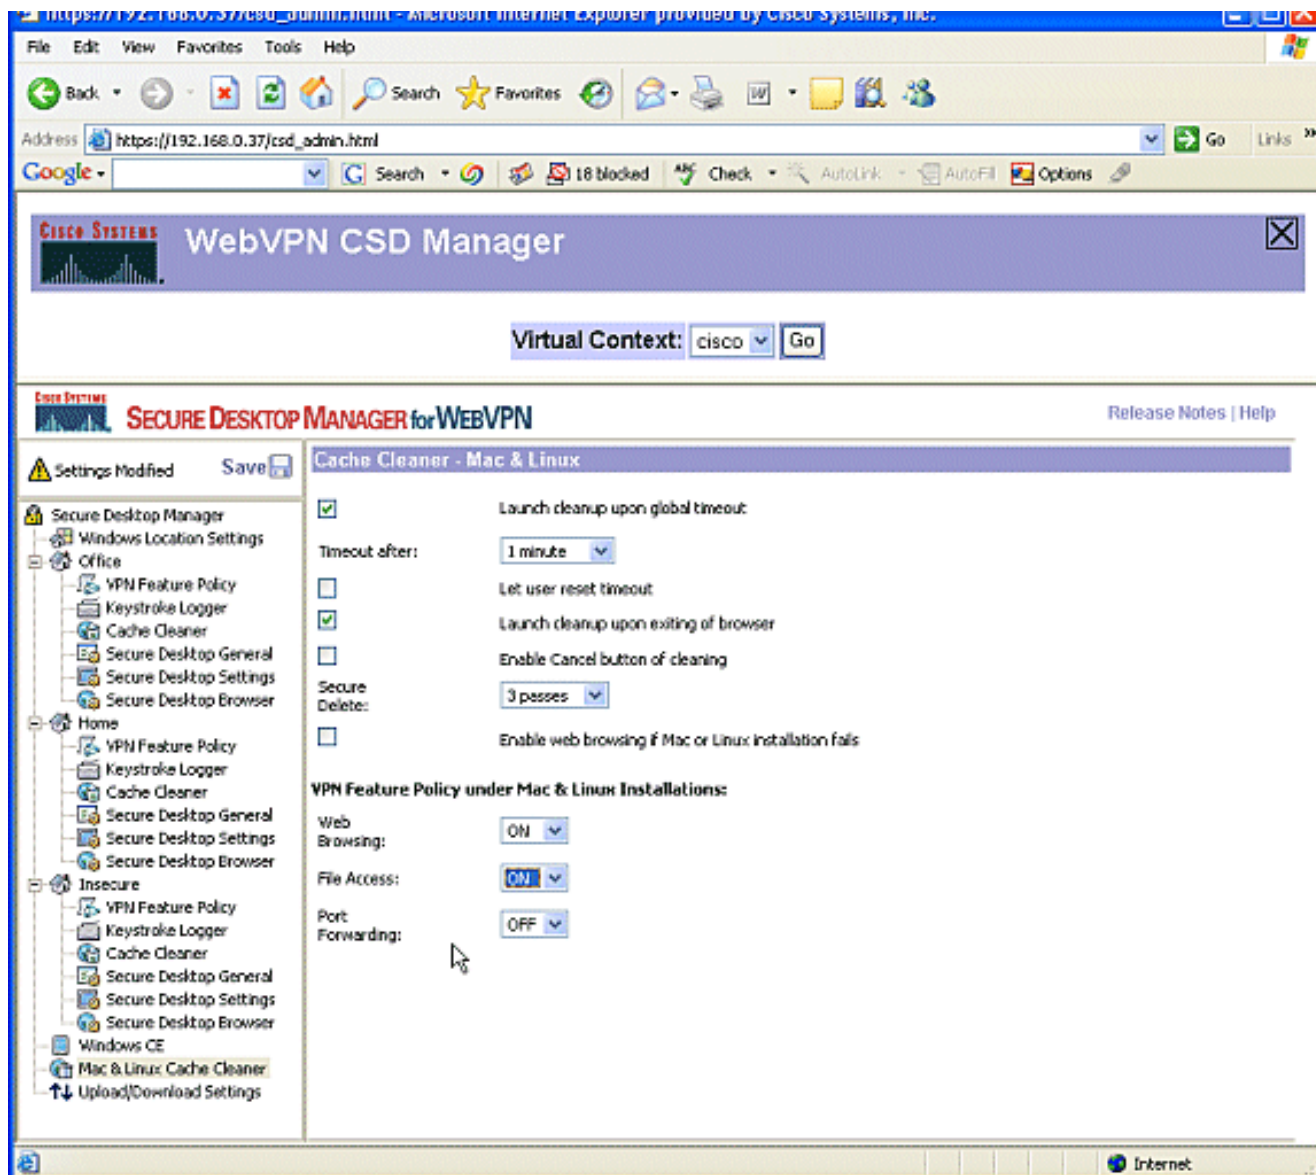 https://192.168.0.37/csd_admin.html - Microsoft Internet Explorer provided by Cisco Systems, Inc.
File Edit View Favorites Tools Help
Back Search Favorites
Address https://192.168.0.37/csd_admin.html Go Links »
Google Search 18 blocked Check AutoLink AutoFill Options
CISCO SYSTEMS
WebVPN CSD Manager
Virtual Context: cisco Go
CISCO SYSTEMS
SECURE DESKTOP MANAGER for WEBVPN
Release Notes | Help
Settings Modified Save
Secure Desktop Manager
Windows Location Settings
Office
VPN Feature Policy
Keystroke Logger
Cache Cleaner
Secure Desktop General
Secure Desktop Settings
Secure Desktop Browser
Home
VPN Feature Policy
Keystroke Logger
Cache Cleaner
Secure Desktop General
Secure Desktop Settings
Secure Desktop Browser
Insecure
VPN Feature Policy
Keystroke Logger
Cache Cleaner
Secure Desktop General
Secure Desktop Settings
Secure Desktop Browser
Windows CE
Mac & Linux Cache Cleaner
Upload/Download Settings
Cache Cleaner - Mac & Linux
Launch cleanup upon global timeout
Timeout after: 1 minute
Let user reset timeout
Launch cleanup upon exiting of browser
Enable Cancel button of cleaning
Secure
Delete: 3 passes
Enable web browsing if Mac or Linux installation fails
VPN Feature Policy under Mac & Linux Installations:
Web
Browsing: ON
File Access: ON
Port
Forwarding: OFF
Internet